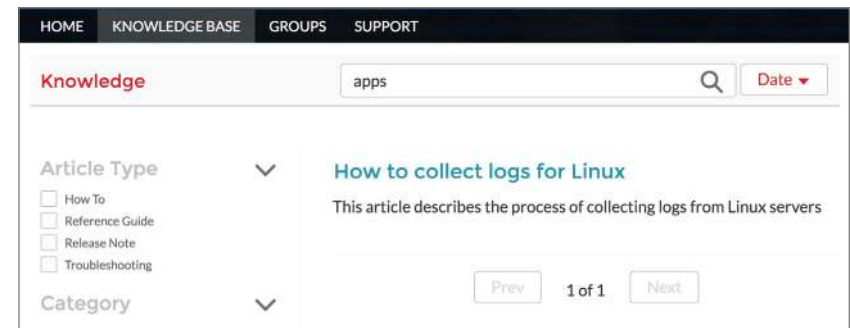 HOME KNOWLEDGE BASE GROUPS SUPPORT
Knowledge apps Date
Article Type
How To
Reference Guide
Release Note
Troubleshooting
Category
How to collect logs for Linux
This article describes the process of collecting logs from Linux servers
Prev 1 of 1 Next